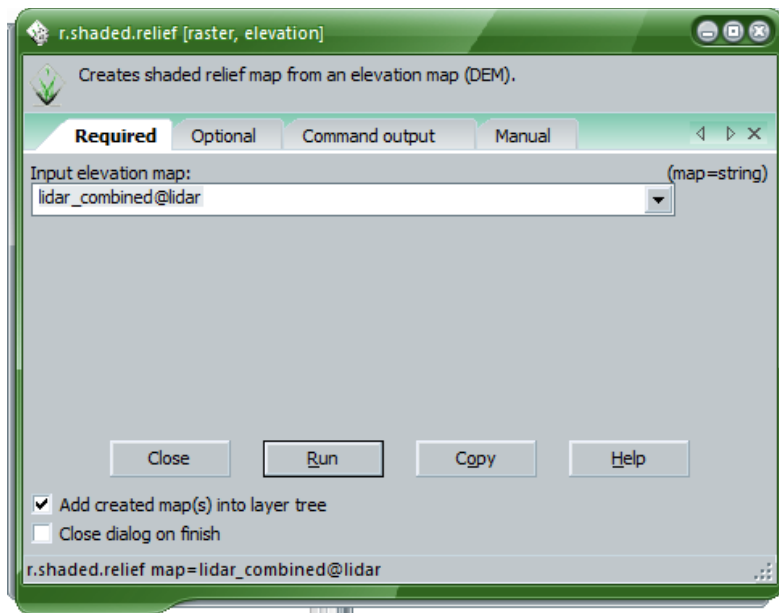 r.shaded.relief [raster, elevation]
Creates shaded relief map from an elevation map (DEM).
Required Optional Command output Manual
Input elevation map: (map=string)
lidar_combined@lidar
Close Run Copy Help
Add created map(s) into layer tree
Close dialog on finish
r.shaded.relief map=lidar_combined@lidar